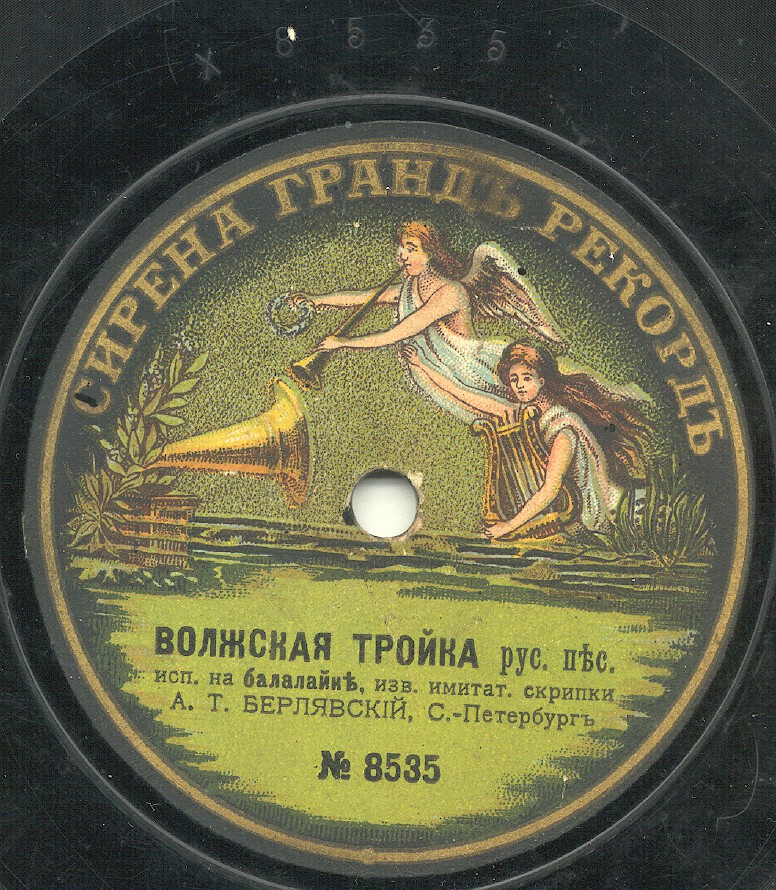 x 8535
СИРЕНА ГРАНДЪ РЕКОРДЪ
ВОЛЖСКАЯ ТРОЙКА рус. пѣс.
исп. на балалайкѣ, изв. имитат. скрипки
А. Т. БЕРЛЯВСКІЙ, С.-Петербургъ
№ 8535